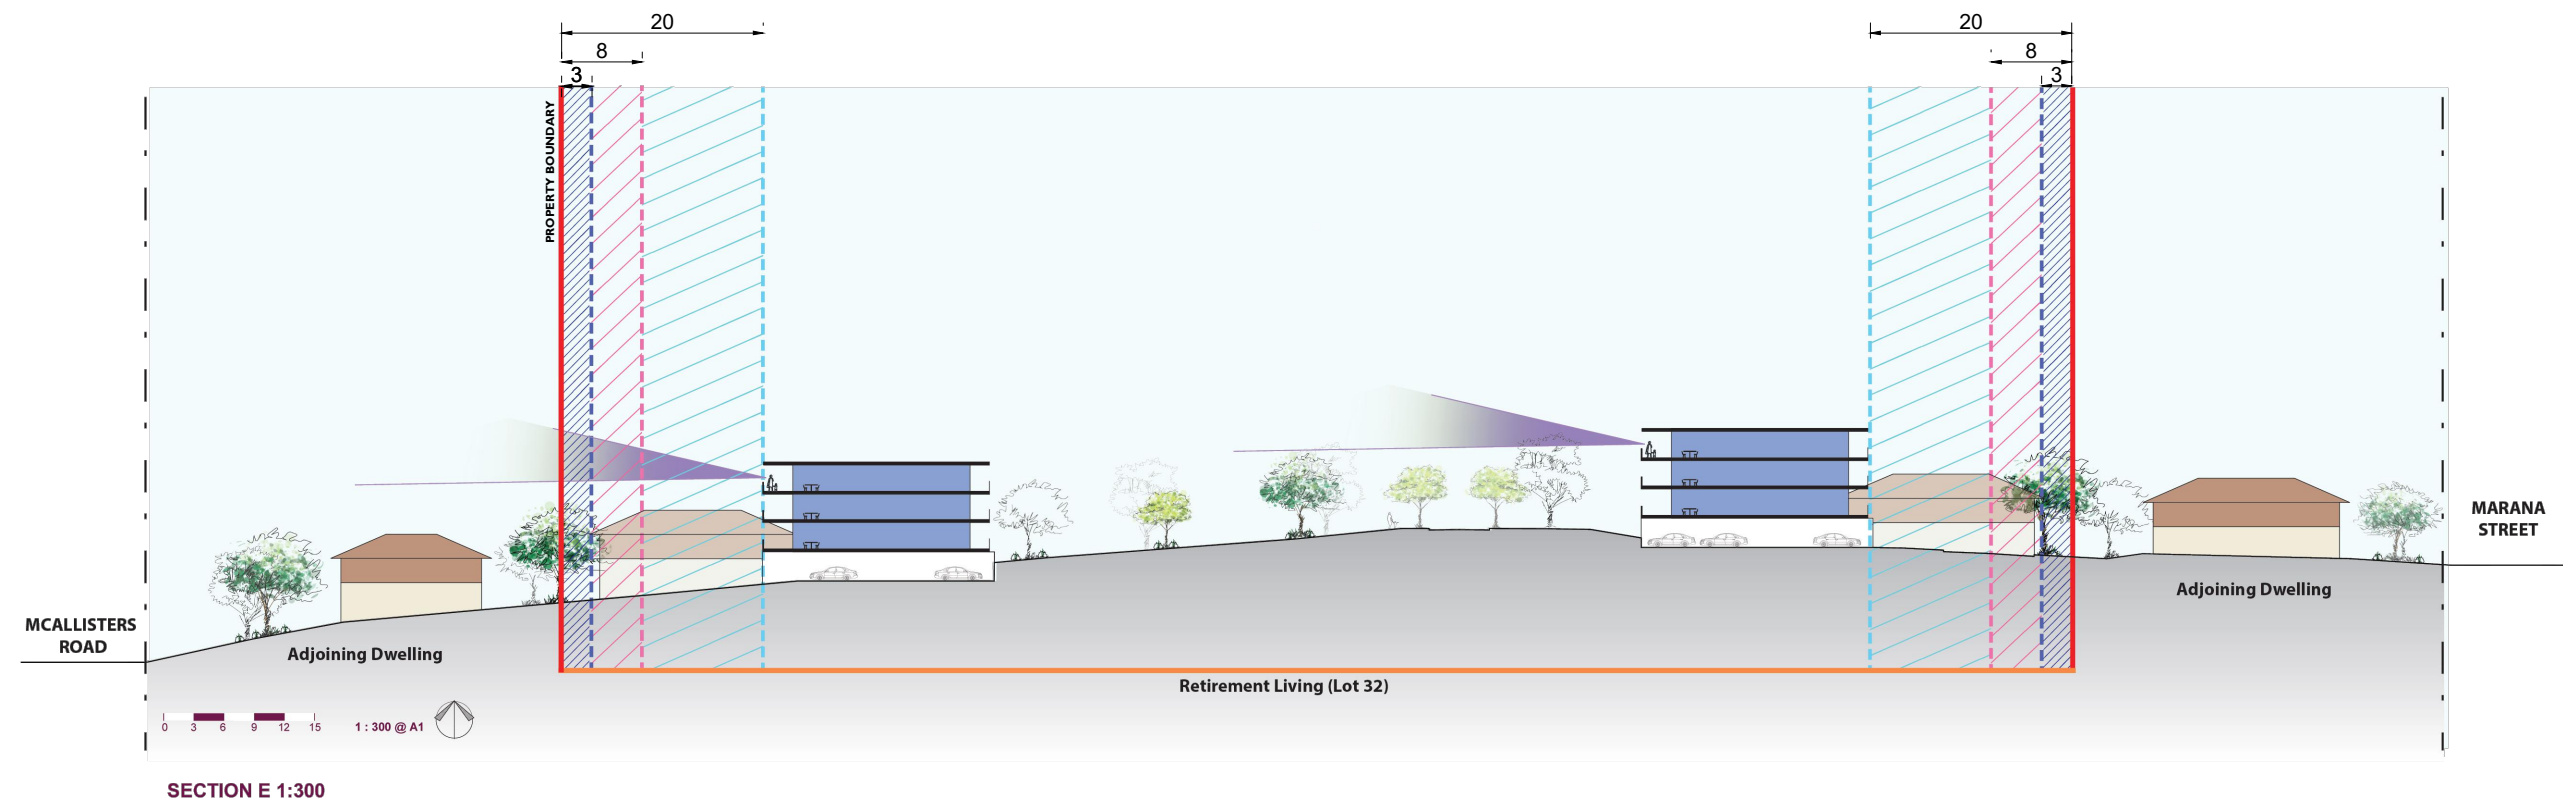 20
8
3
20
8
3
PROPERTY BOUNDARY
MCALLISTERS
ROAD
Adjoining Dwelling
MARANA
STREET
Adjoining Dwelling
Retirement Living (Lot 32)
0 3 6 9 12 15
1 : 300 @ A1
SECTION E 1:300